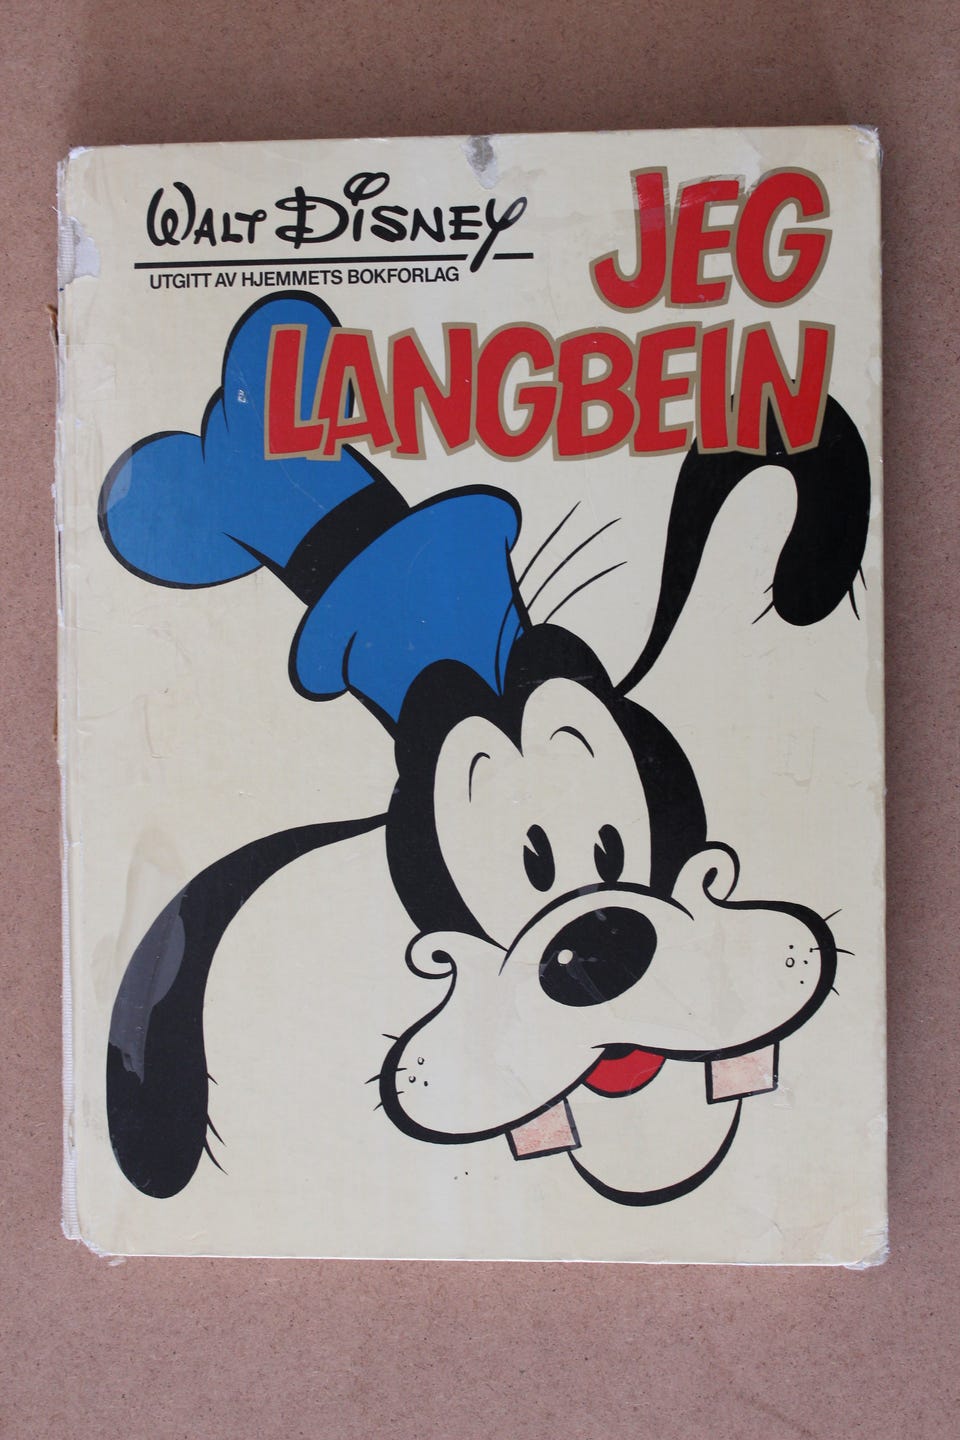 WALT DISNEY
UTGITT AV HJEMMETS BOKFORLAG
JEG
LANGBEIN